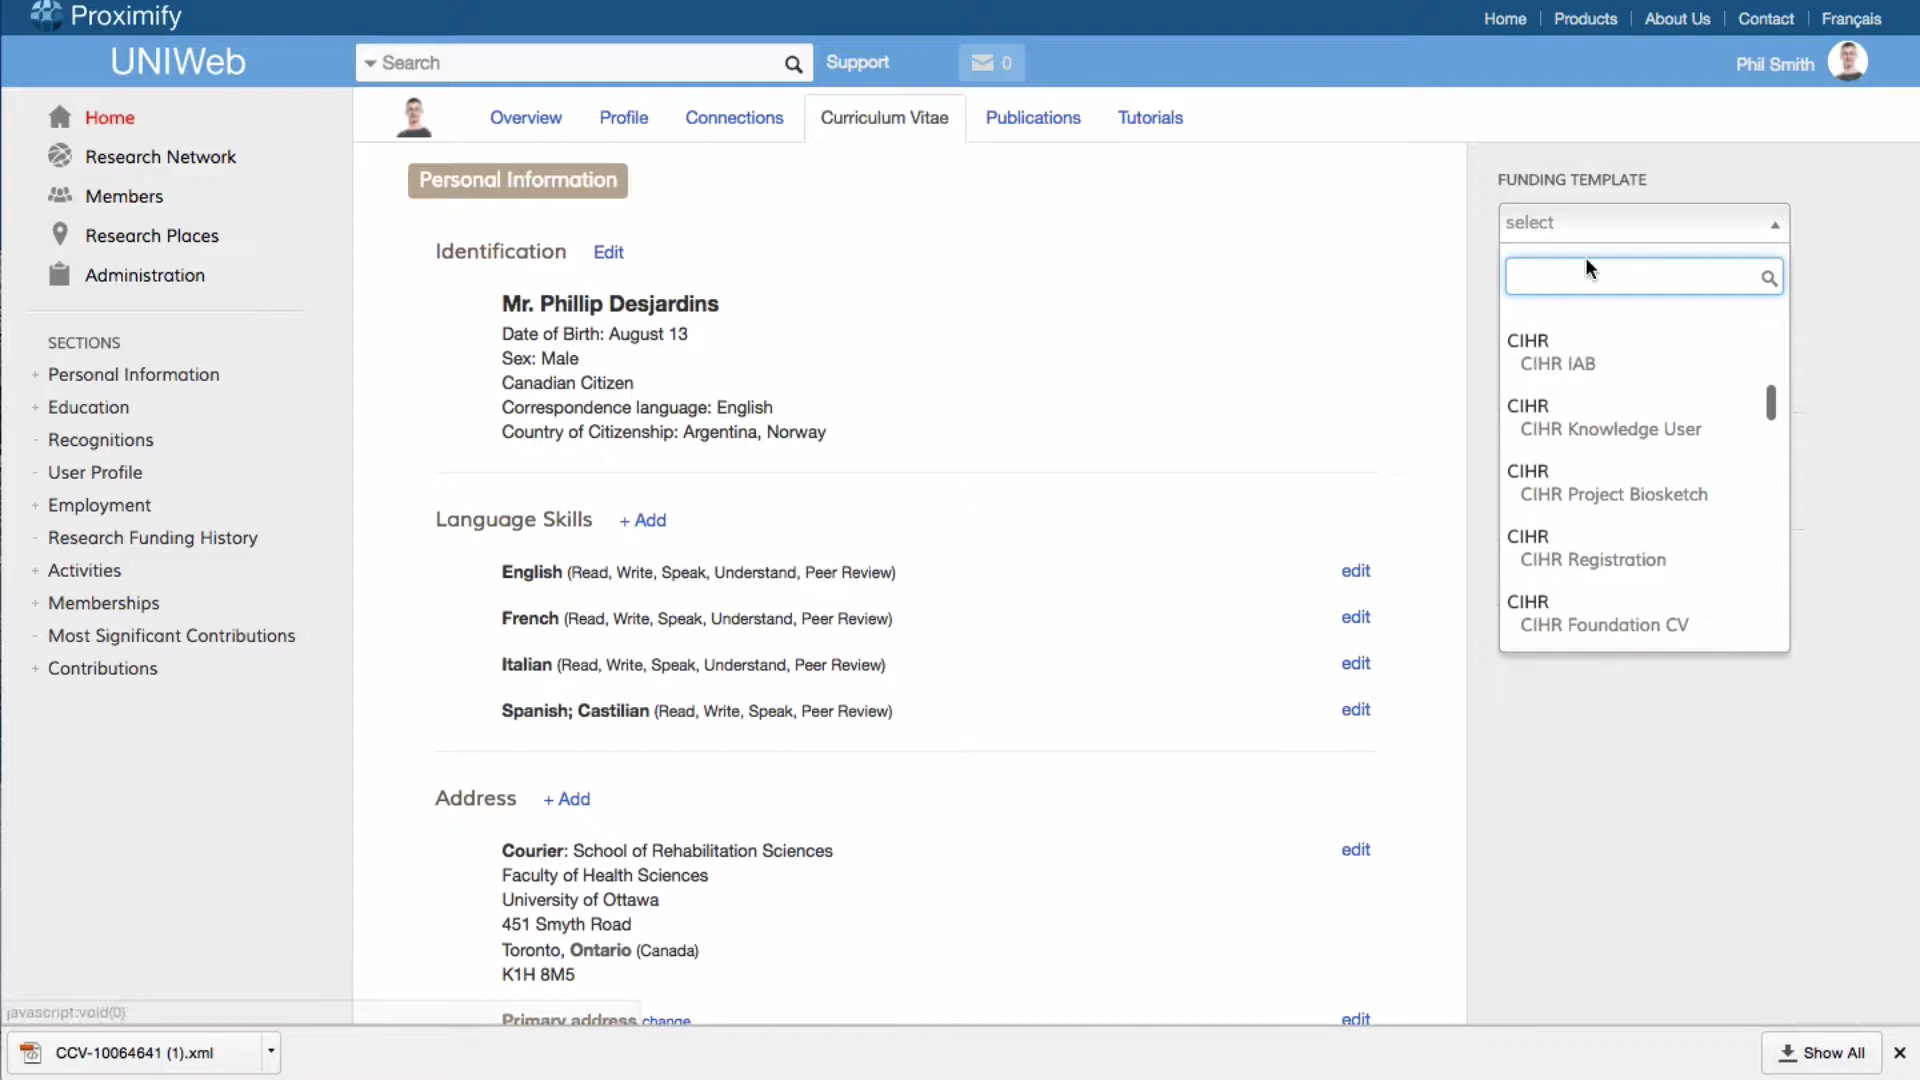 Proximify
Home | Products | About Us | Contact | Français
UNIWeb
Search
Support
0
Phil Smith
Home
Research Network
Members
Research Places
Administration
SECTIONS
+ Personal Information
+ Education
- Recognitions
- User Profile
+ Employment
- Research Funding History
+ Activities
+ Memberships
- Most Significant Contributions
+ Contributions
Overview
Profile
Connections
Curriculum Vitae
Publications
Tutorials
Personal Information
Identification Edit
Mr. Phillip Desjardins
Date of Birth: August 13
Sex: Male
Canadian Citizen
Correspondence language: English
Country of Citizenship: Argentina, Norway
Language Skills + Add
English (Read, Write, Speak, Understand, Peer Review) edit
French (Read, Write, Speak, Understand, Peer Review) edit
Italian (Read, Write, Speak, Understand, Peer Review) edit
Spanish; Castilian (Read, Write, Speak, Peer Review) edit
Address + Add
Courier: School of Rehabilitation Sciences edit
Faculty of Health Sciences
University of Ottawa
451 Smyth Road
Toronto, Ontario (Canada)
K1H 8M5
Primary address change edit
FUNDING TEMPLATE
select
CIHR
CIHR IAB
CIHR
CIHR Knowledge User
CIHR
CIHR Project Biosketch
CIHR
CIHR Registration
CIHR
CIHR Foundation CV
javascript:void(0)
CCV-10064641 (1).xml
Show All